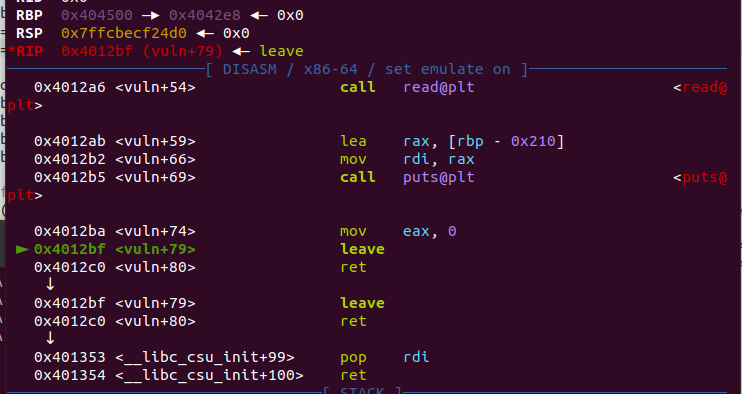 RBP  0x404500 —▸ 0x4042e8 ◂— 0x0
RSP  0x7ffcbecf24d0 ◂— 0x0
*RIP  0x4012bf (vuln+79) ◂— leave
[ DISASM / x86-64 / set emulate on ]
0x4012a6 <vuln+54> call read@plt <read@
plt>
0x4012ab <vuln+59> lea rax, [rbp - 0x210]
0x4012b2 <vuln+66> mov rdi, rax
0x4012b5 <vuln+69> call puts@plt <puts@
plt>
0x4012ba <vuln+74> mov eax, 0
► 0x4012bf <vuln+79> leave
0x4012c0 <vuln+80> ret
↓
0x4012bf <vuln+79> leave
0x4012c0 <vuln+80> ret
↓
0x401353 <__libc_csu_init+99> pop rdi
0x401354 <__libc_csu_init+100> ret
[ STACK ]